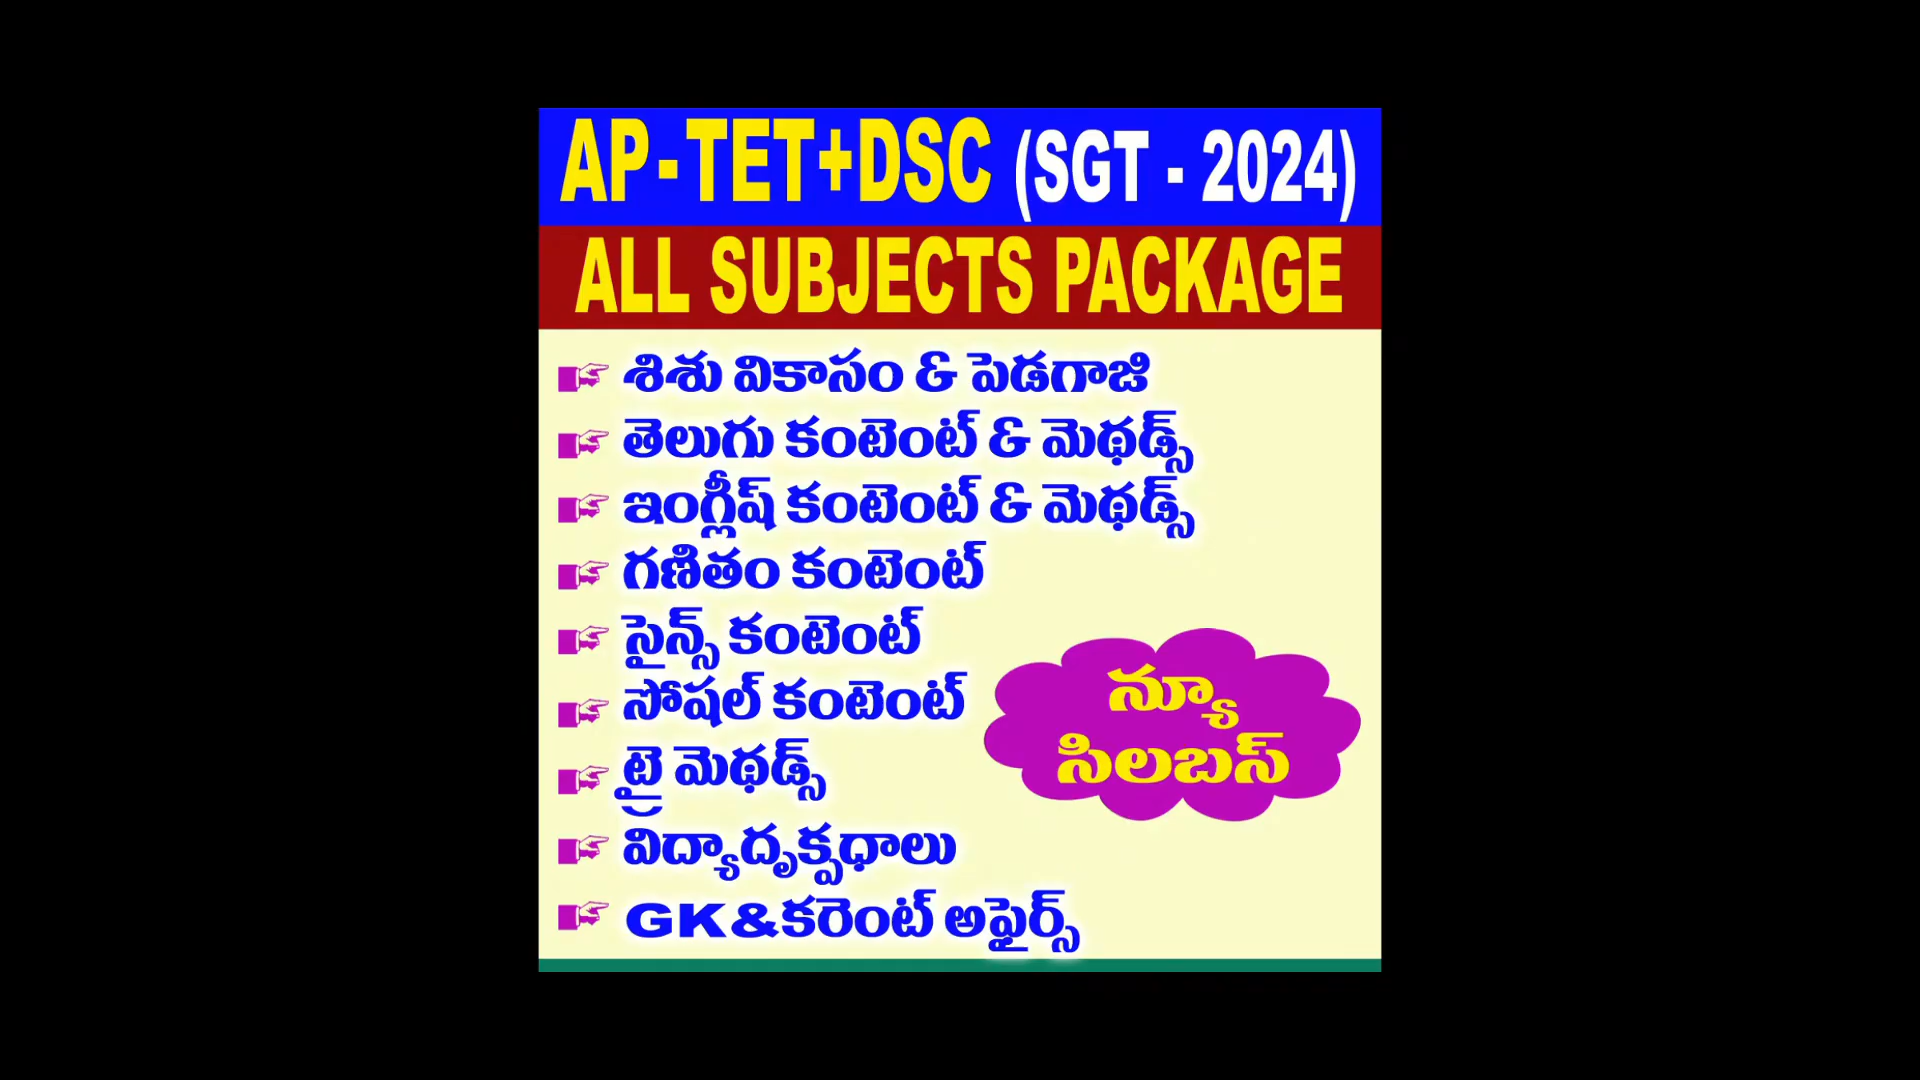 AP-TET+DSC (SGT - 2024)
ALL SUBJECTS PACKAGE
శిశు వికాసం & పెడగాజి
తెలుగు కంటెంట్ & మెథడ్స్
ఇంగ్లీష్ కంటెంట్ & మెథడ్స్
గణితం కంటెంట్
సైన్స్ కంటెంట్
సోషల్ కంటెంట్
ట్రై మెథడ్స్
విద్యాదృక్పధాలు
GK&కరెంట్ అఫైర్స్
న్యూ
సిలబస్